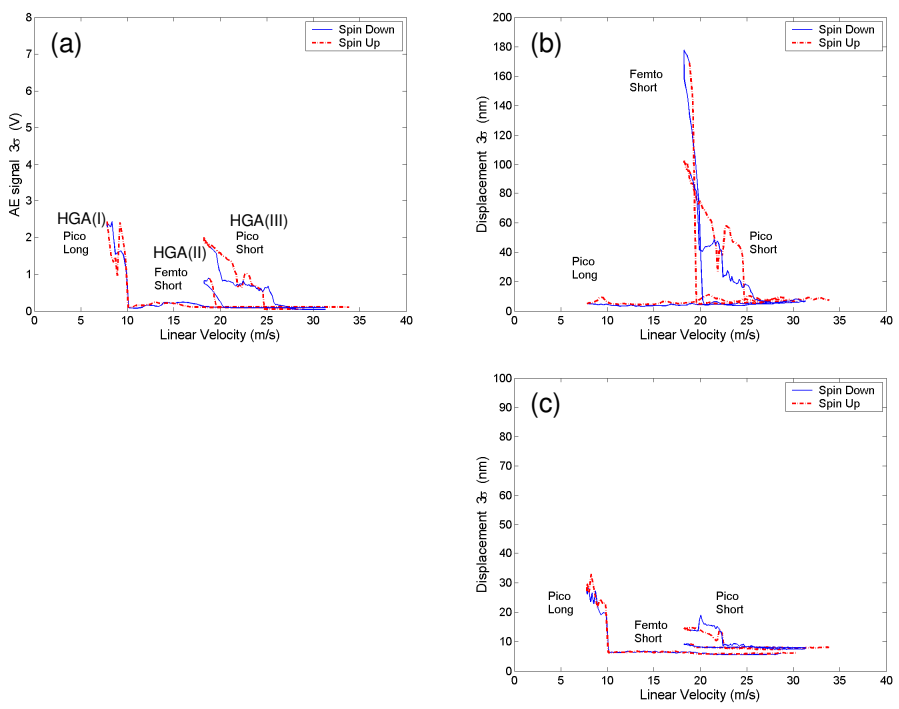 (a)
Spin Down
Spin Up
8
7
6
5
4
3
2
1
0
AE signal 3σ (V)
HGA(I)
Pico
Long
HGA(II)
Femto
Short
HGA(III)
Pico
Short
0 5 10 15 20 25 30 35 40
Linear Velocity (m/s)
(b)
Spin Down
Spin Up
200
180
160
140
120
100
80
60
40
20
0
Displacement 3σ (nm)
Femto
Short
Pico
Long
Pico
Short
0 5 10 15 20 25 30 35 40
Linear Velocity (m/s)
(c)
Spin Down
Spin Up
100
90
80
70
60
50
40
30
20
10
0
Displacement 3σ (nm)
Pico
Long
Femto
Short
Pico
Short
0 5 10 15 20 25 30 35 40
Linear Velocity (m/s)